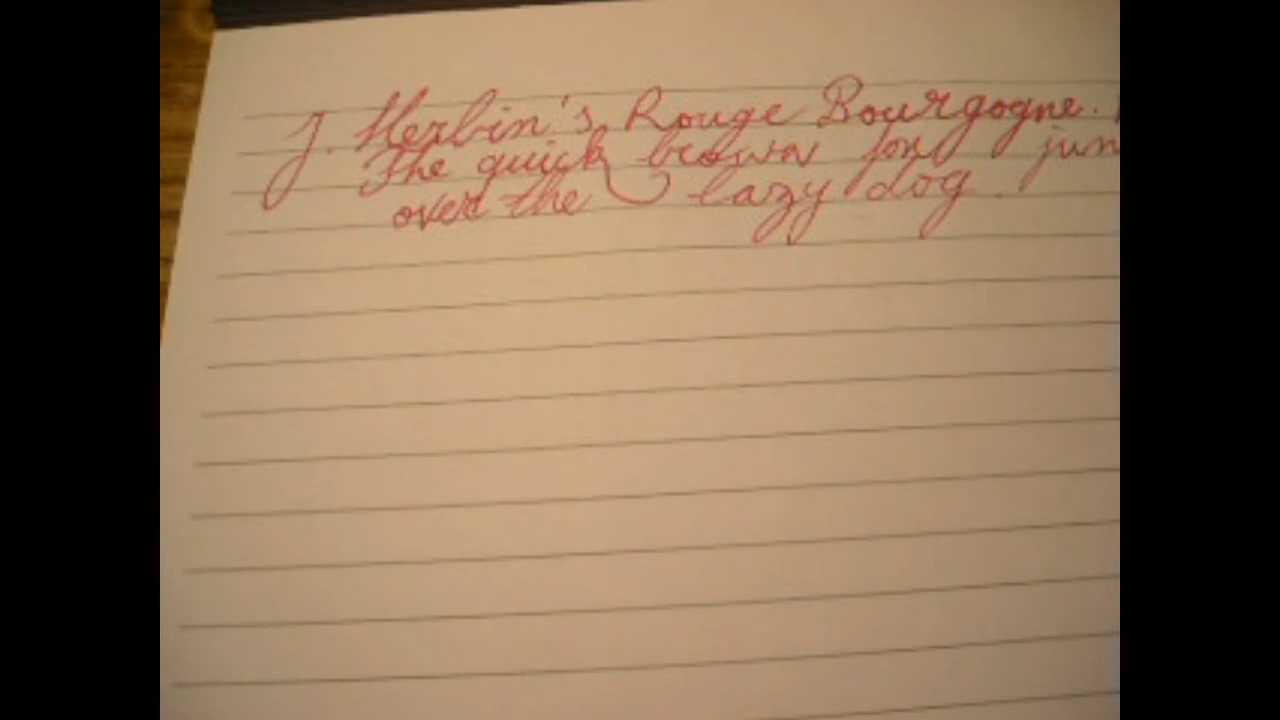 J. Herbin's Rouge Bourgogne.
The quick brown fox jum
over the lazy dog.